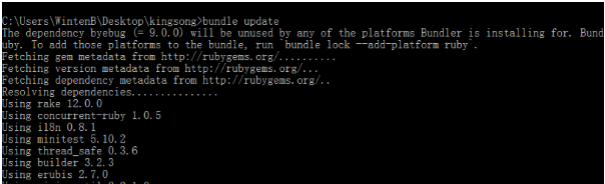 C:\Users\WintenB\Desktop\kingsong>bundle update
The dependency byebug (= 9.0.0) will be unused by any of the platforms Bundler is installing for. Bund
uby. To add those platforms to the bundle, run `bundle lock --add-platform ruby`.
Fetching gem metadata from http://rubygems.org/..........
Fetching version metadata from http://rubygems.org/...
Fetching dependency metadata from http://rubygems.org/..
Resolving dependencies...............
Using rake 12.0.0
Using concurrent-ruby 1.0.5
Using i18n 0.8.1
Using minitest 5.10.2
Using thread_safe 0.3.6
Using builder 3.2.3
Using erubis 2.7.0